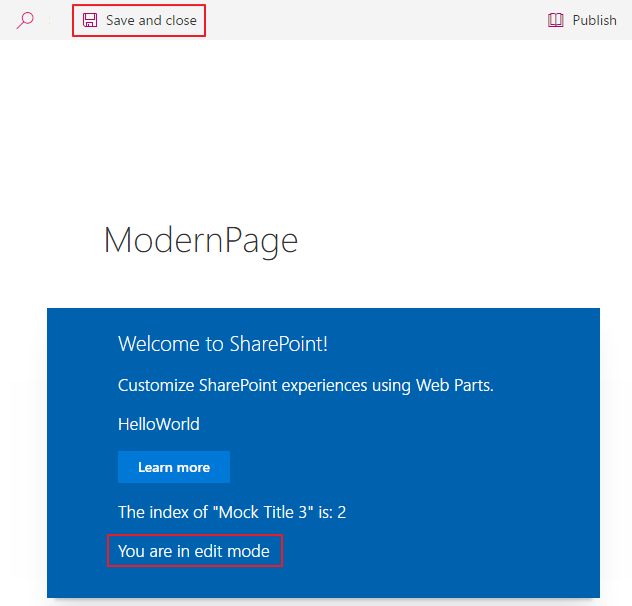 Save and close
Publish
ModernPage
Welcome to SharePoint!
Customize SharePoint experiences using Web Parts.
HelloWorld
Learn more
The index of "Mock Title 3" is: 2
You are in edit mode